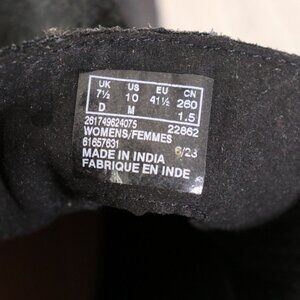 UK US EU CN
7½ 10 41½ 260
D M 1.5
261749624075 22862
WOMENS/FEMMES
61657631 6/23
MADE IN INDIA
FABRIQUE EN INDE